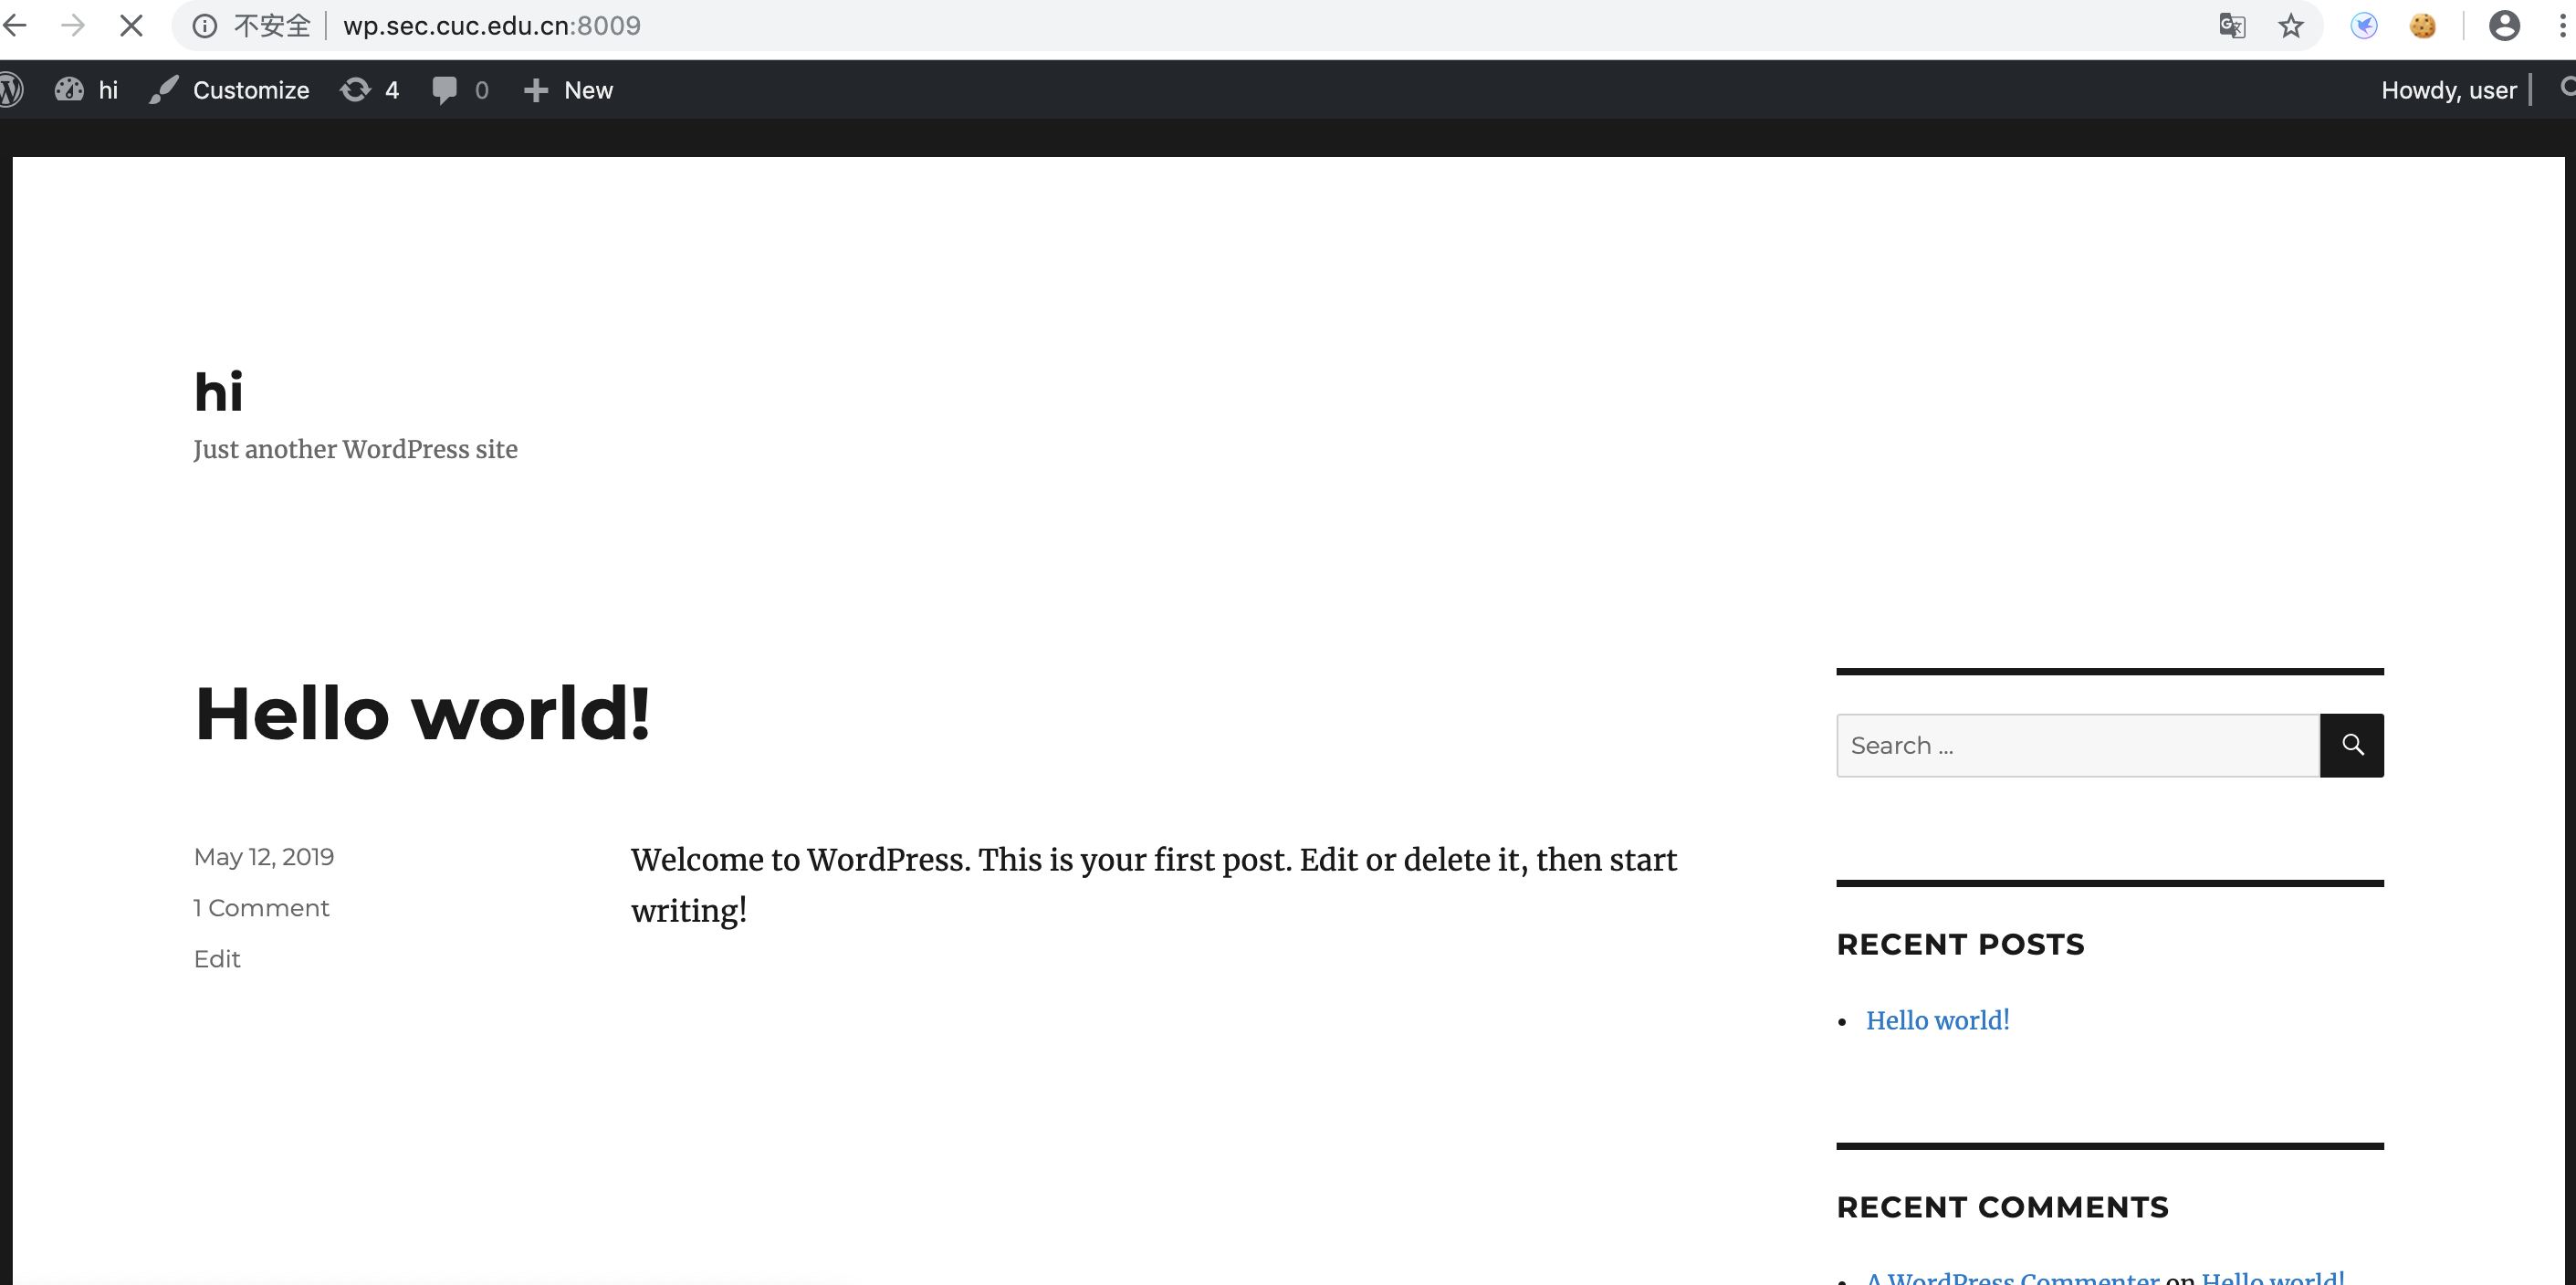 不安全 wp.sec.cuc.edu.cn:8009
hi Customize 4 0 New Howdy, user
hi
Just another WordPress site
Hello world!
May 12, 2019
1 Comment
Edit
Welcome to WordPress. This is your first post. Edit or delete it, then start
writing!
Search ...
RECENT POSTS
Hello world!
RECENT COMMENTS
A WordPress Commenter on Hello world!